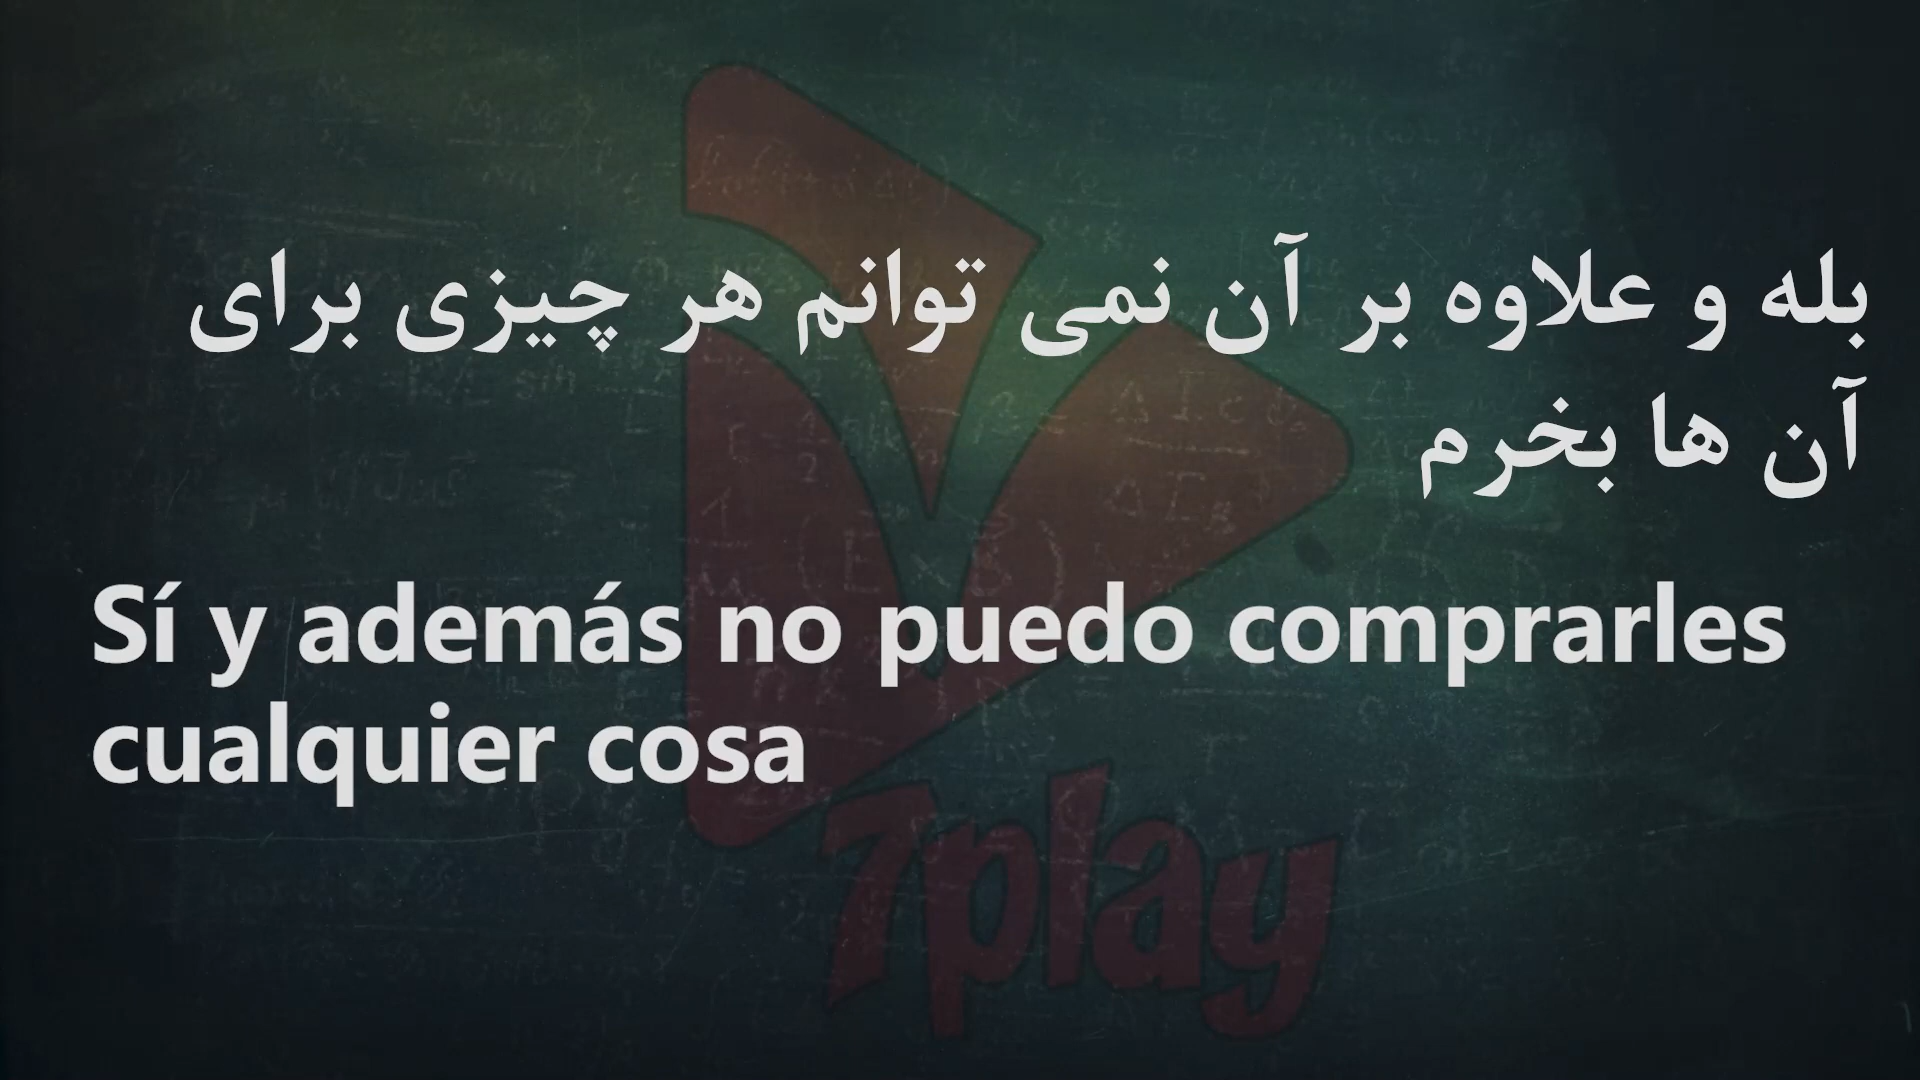 بله و علاوه بر آن نمی توانم هر چیزی برای
آن ها بخرم
Sí y además no puedo comprarles
cualquier cosa
7play